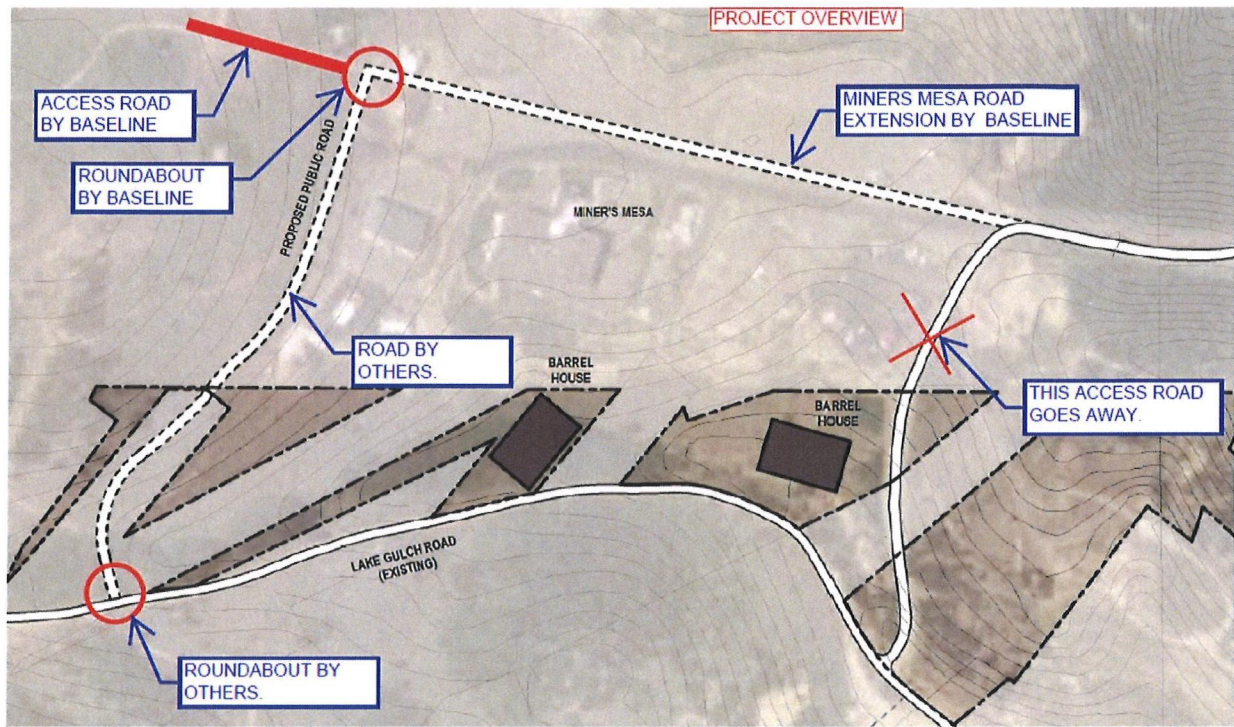 PROJECT OVERVIEW
ACCESS ROAD
BY BASELINE
MINERS MESA ROAD
EXTENSION BY BASELINE
ROUNDABOUT
BY BASELINE
PROPOSED PUBLIC ROAD
MINER'S MESA
ROAD BY
OTHERS.
BARREL
HOUSE
BARREL
HOUSE
THIS ACCESS ROAD
GOES AWAY.
LAKE GULCH ROAD
(EXISTING)
ROUNDABOUT BY
OTHERS.